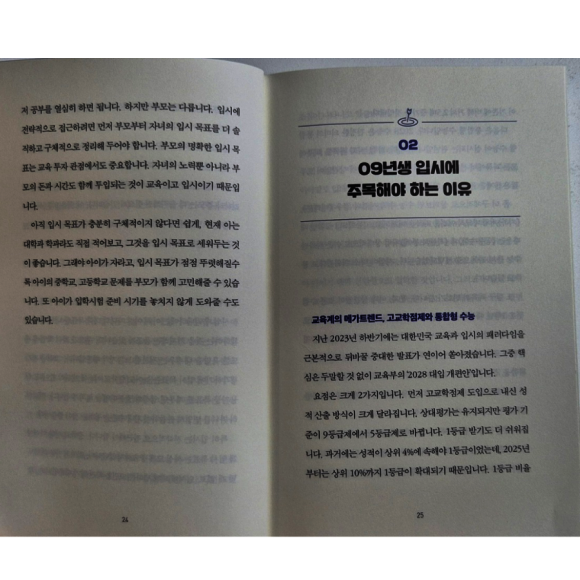 저 공부를 열심히 하면 됩니다. 하지만 부모는 다릅니다. 입시에
전략적으로 접근하려면 먼저 부모부터 자녀의 입시 목표를 더 솔
직하고 구체적으로 정리해 두어야 합니다. 부모의 명확한 입시 목
표는 교육 투자 관점에서도 중요합니다. 자녀의 노력뿐 아니라 부
모의 돈과 시간도 함께 투입되는 것이 교육이고 입시이기 때문입
니다.
아직 입시 목표가 충분히 구체적이지 않다면 쉽게, 현재 아는
대학과 학과라도 직접 적어보고, 그것을 입시 목표로 세워두는 것
이 좋습니다. 그래야 아이가 자라고, 입시 목표가 점점 뚜렷해질수
록 아이의 중학교, 고등학교 문제를 부모가 함께 고민해줄 수 있습
니다. 또 아이가 입학시험 준비 시기를 놓치지 않게 도와줄 수도
있습니다.
24
02
09년생 입시에
주목해야 하는 이유
교육계의 메가트렌드, 고교학점제와 통합형 수능
지난 2023년 하반기에는 대한민국 교육과 입시의 패러다임을
근본적으로 뒤바꿀 중대한 발표가 연이어 쏟아졌습니다. 그중 핵
심은 두말할 것 없이 교육부의 2028 대입 개편안입니다.
요점은 크게 2가지입니다. 먼저 고교학점제 도입으로 내신 성
적 산출 방식이 크게 달라집니다. 상대평가는 유지되지만 평가 기
준이 9등급제에서 5등급제로 바뀝니다. 1등급 받기도 더 쉬워집
니다. 과거에는 성적이 상위 4%에 속해야 1등급이었는데, 2025년
부터는 상위 10%까지 1등급이 확대되기 때문입니다. 1등급 비율
25